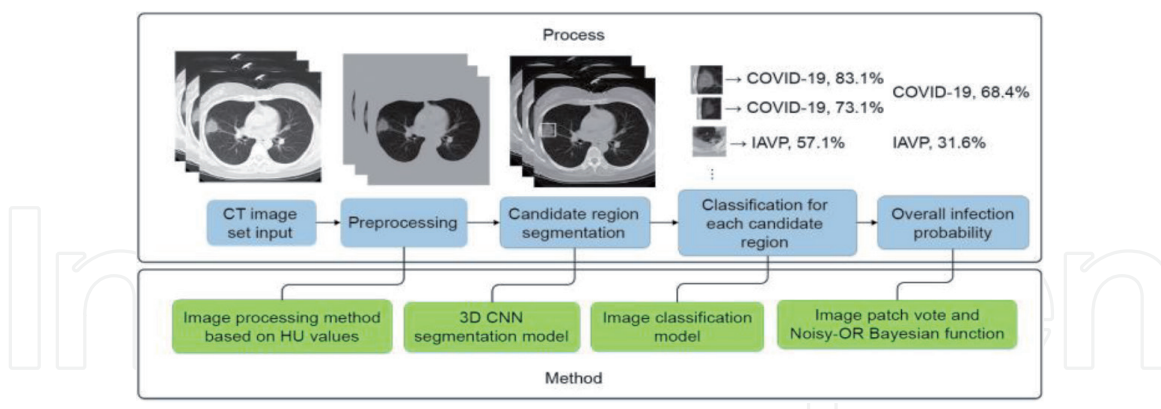 Process
→ COVID-19, 83.1%
→ COVID-19, 73.1%
COVID-19, 68.4%
→ IAVP, 57.1%
IAVP, 31.6%
⋮
CT image
set input
Preprocessing
Candidate region
segmentation
Classification for
each candidate
region
Overall infection
probability
Image processing method
based on HU values
3D CNN
segmentation model
Image classification
model
Image patch vote and
Noisy-OR Bayesian function
Method